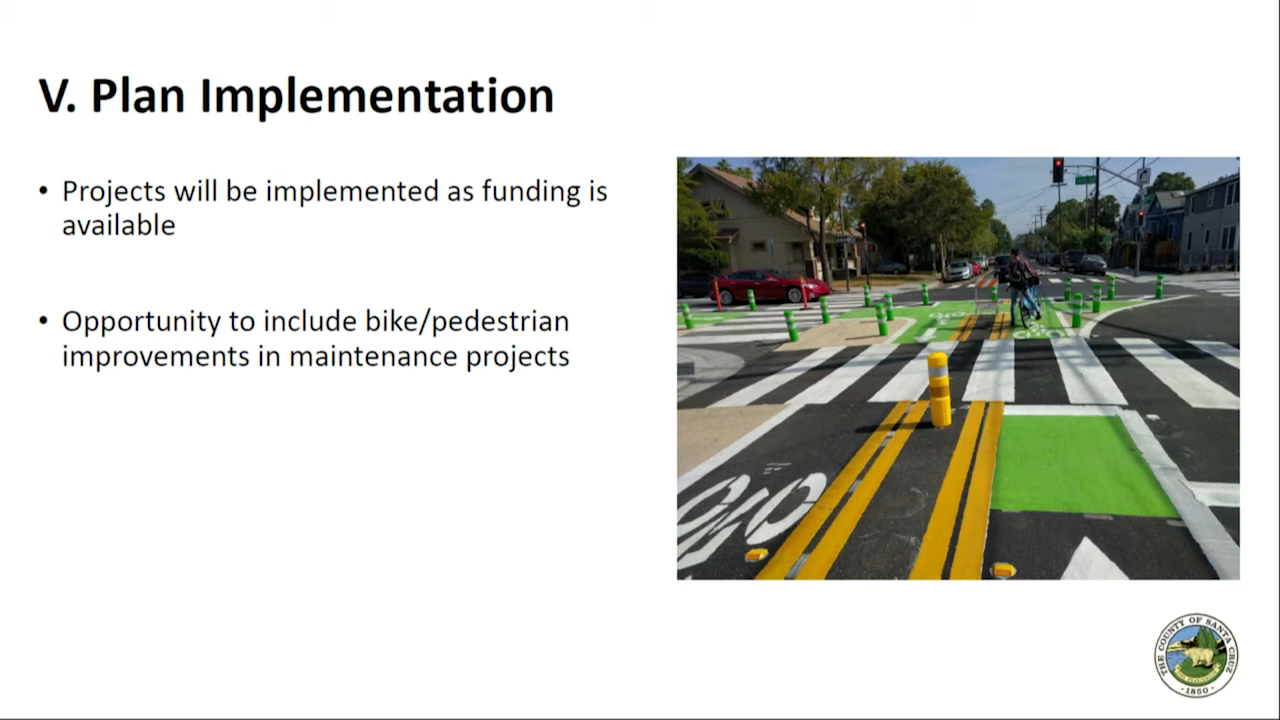 V. Plan Implementation
• Projects will be implemented as funding is
available
• Opportunity to include bike/pedestrian
improvements in maintenance projects
THE COUNTY OF SANTA CRUZ
· 1850 ·